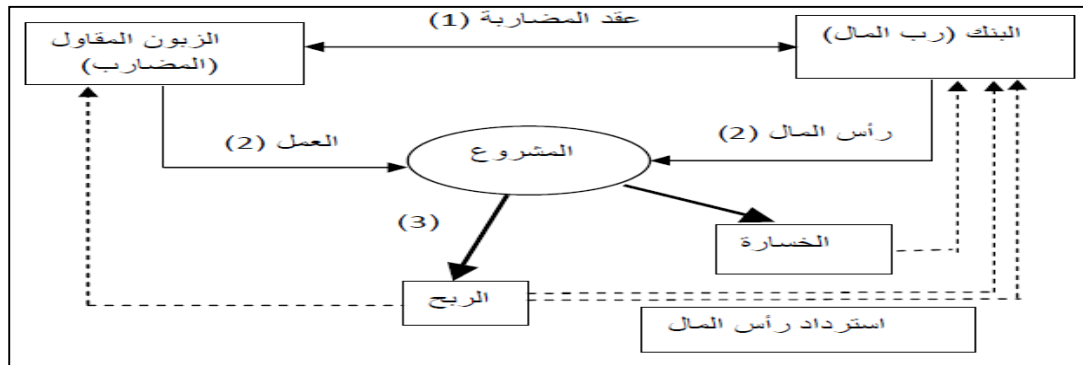 عقد المضاربة (1)
البنك (رب المال)
الزبون المقاول
(المضارب)
رأس المال (2)
العمل (2)
المشروع
(3)
الخسارة
الربح
استرداد رأس المال